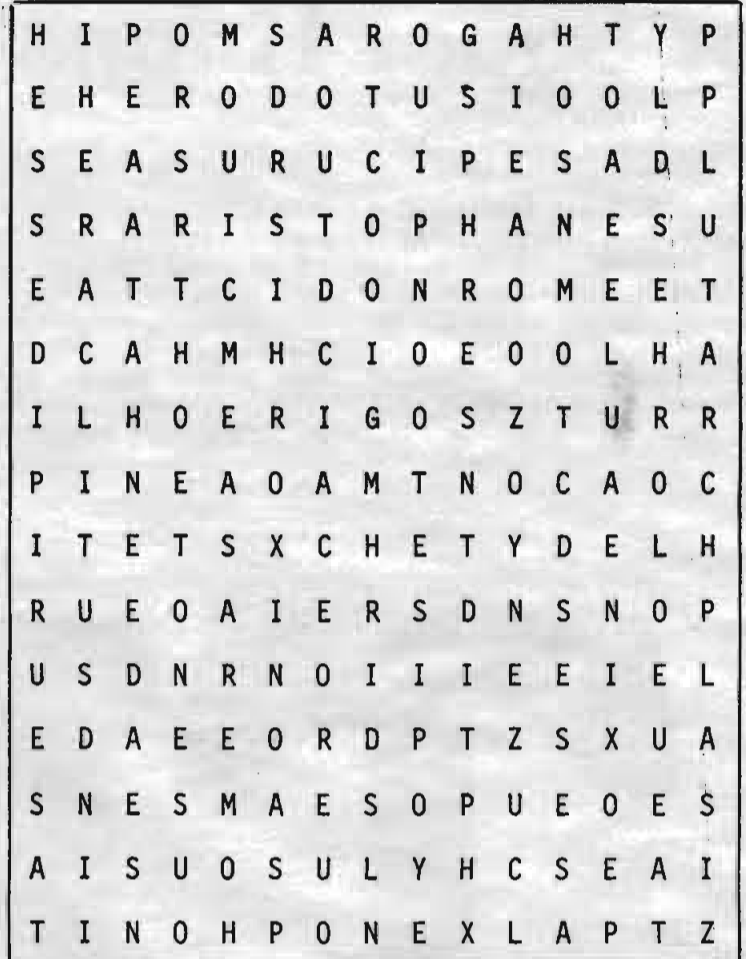 H I P O M S A R O G A H T Y P
E H E R O D O T U S I O O L P
S E A S U R U C I P E S A D L
S R A R I S T O P H A N E S U
E A T T C I D O N R O M E E T
D C A H M H C I O E O O L H A
I L H O E R I G O S Z T U R R
P I N E A O A M T N O C A O C
I T E T S X C H E T Y D E L H
R U E O A I E R S D N S N O P
U S D N R N O I I I E E I E L
E D A E E O R D P T Z S X U A
S N E S M A E S O P U E O E S
A I S U O S U L Y H C S E A I
T I N O H P O N E X L A P T Z